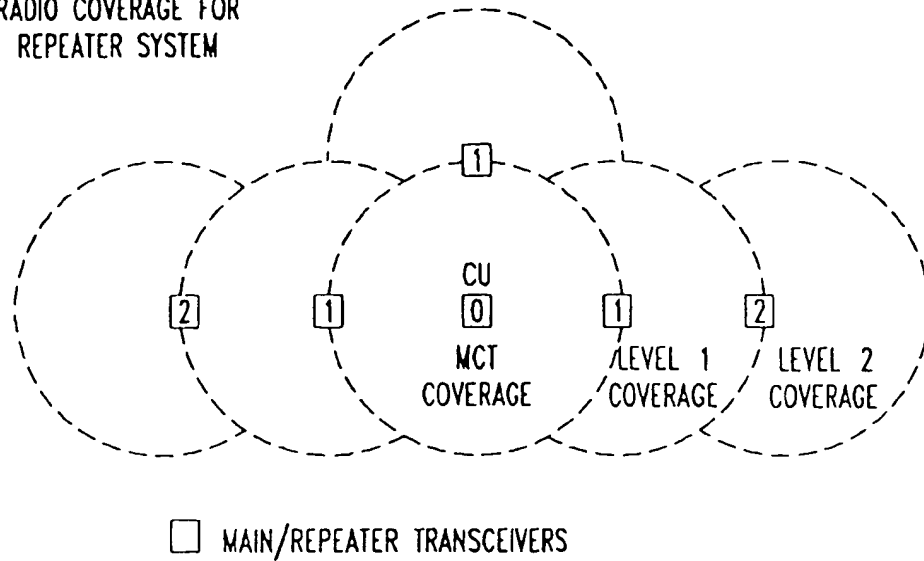 RADIO COVERAGE FOR
REPEATER SYSTEM
1
CU
2 1 0 1 2
MCT
COVERAGE
LEVEL 1
COVERAGE
LEVEL 2
COVERAGE
MAIN/REPEATER TRANSCEIVERS